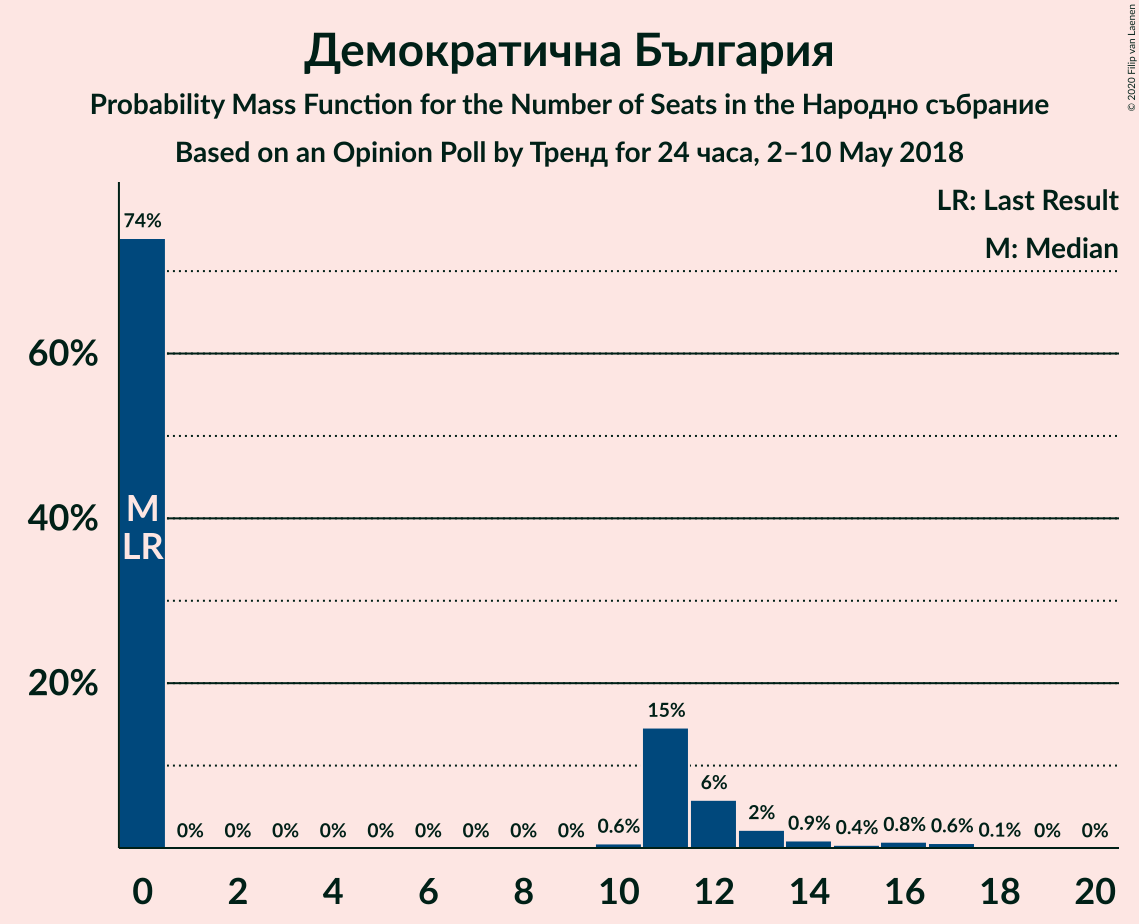 Демократична България
Probability Mass Function for the Number of Seats in the Народно събрание
Based on an Opinion Poll by Тренд for 24 часа, 2–10 May 2018
© 2020 Filip van Laenen
LR: Last Result
M: Median
74%
60%
40%
20%
M
LR
0% 0% 0% 0% 0% 0% 0% 0% 0% 0.6% 15% 6% 2% 0.9% 0.4% 0.8% 0.6% 0.1% 0% 0%
0 2 4 6 8 10 12 14 16 18 20